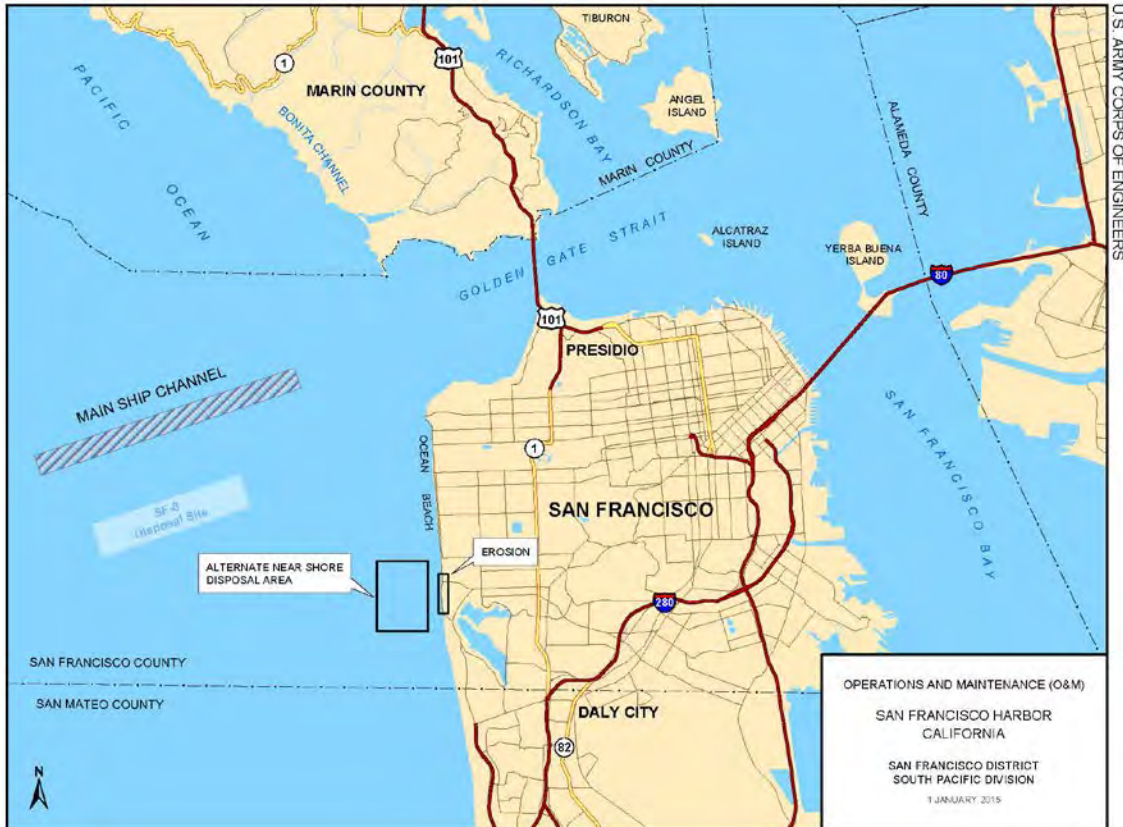 TIBURON
1
101
RICHARDSON BAY
MARIN COUNTY
ANGEL
ISLAND
PACIFIC
OCEAN
BONITA CHANNEL
MARIN COUNTY
ALAMEDA COUNTY
U.S. ARMY CORPS OF ENGINEERS
GOLDEN GATE STRAIT
ALCATRAZ
ISLAND
YERBA BUENA
ISLAND
80
101
PRESIDIO
MAIN SHIP CHANNEL
OCEAN BEACH
1
SAN FRANCISCO BAY
SF-8
Disposal Site
SAN FRANCISCO
EROSION
ALTERNATE NEAR SHORE
DISPOSAL AREA
280
SAN FRANCISCO COUNTY
SAN MATEO COUNTY
DALY CITY
82
OPERATIONS AND MAINTENANCE (O&M)
SAN FRANCISCO HARBOR
CALIFORNIA
SAN FRANCISCO DISTRICT
SOUTH PACIFIC DIVISION
1 JANUARY 2015
N